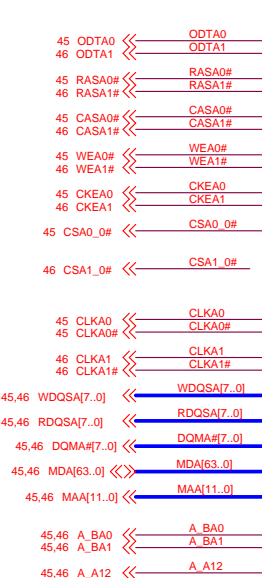 45 ODTA0 ODTA0
46 ODTA1 ODTA1
45 RASA0# RASA0#
46 RASA1# RASA1#
45 CASA0# CASA0#
46 CASA1# CASA1#
45 WEA0# WEA0#
46 WEA1# WEA1#
45 CKEA0 CKEA0
46 CKEA1 CKEA1
45 CSA0_0# CSA0_0#
46 CSA1_0# CSA1_0#
45 CLKA0 CLKA0
45 CLKA0# CLKA0#
46 CLKA1 CLKA1
46 CLKA1# CLKA1#
45,46 WDQSA[7..0] WDQSA[7..0]
45,46 RDQSA[7..0] RDQSA[7..0]
45,46 DQMA#[7..0] DQMA#[7..0]
45,46 MDA[63..0] MDA[63..0]
45,46 MAA[11..0] MAA[11..0]
45,46 A_BA0 A_BA0
45,46 A_BA1 A_BA1
45,46 A_A12 A_A12